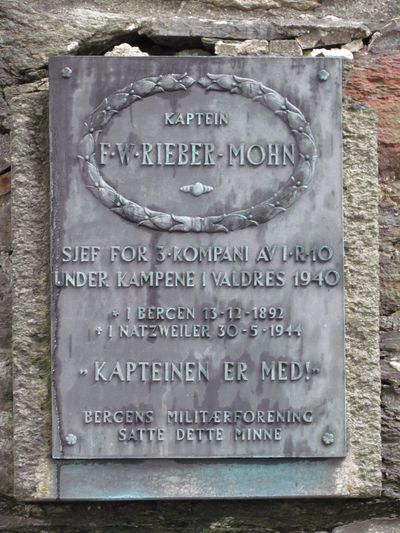 KAPTEIN
F·W·RIEBER-MOHN
SJEF FOR 3·KOMPANI AV I·R·10
UNDER KAMPENE I VALDRES 1940
* I BERGEN 13-12-1892
* I NATZWEILER 30-5-1944
"KAPTEINEN ER MED!"
BERGENS MILITÆRFORENING
SATTE DETTE MINNE